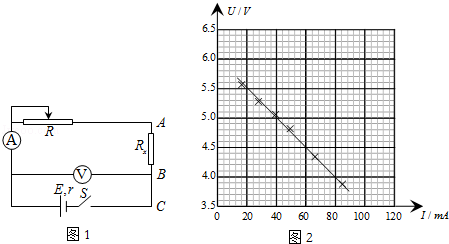 R
A
A
Rx
V
B
E,r
S
C
图1
U / V
6.5
6.0
5.5
5.0
4.5
4.0
3.5
0 20 40 60 80 100 120
I / mA
图2